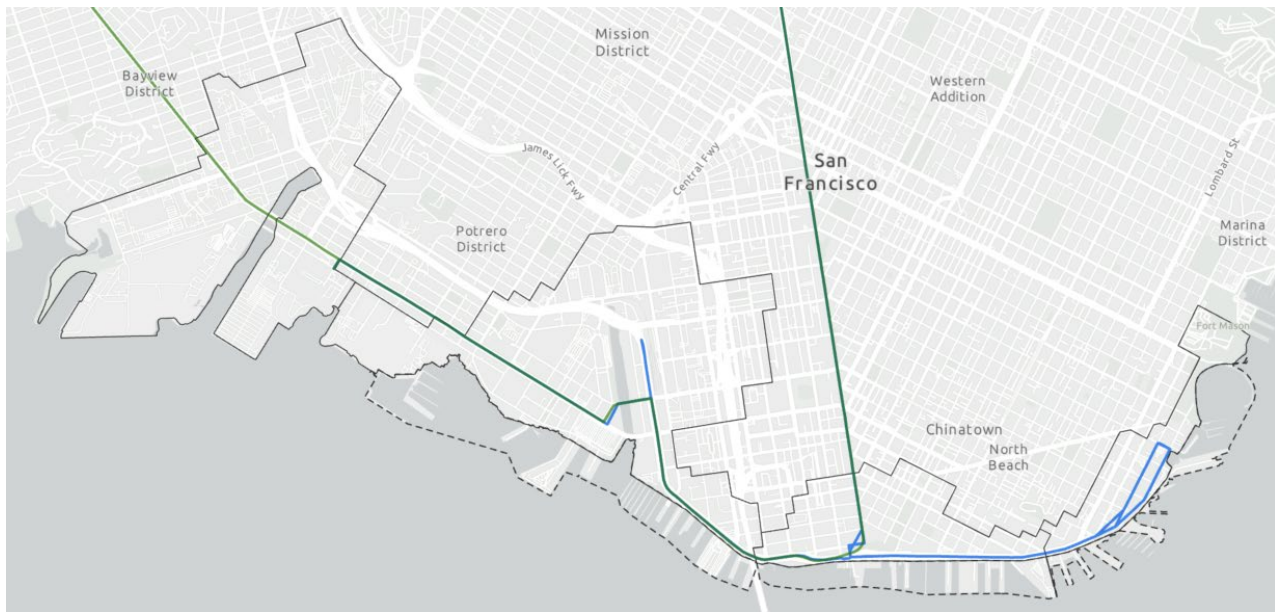 Mission
District
Bayview
District
Western
Addition
James Lick Fwy
Central Fwy
San
Francisco
Lombard St
Potrero
District
Marina
District
Fort Mason
Chinatown
North
Beach